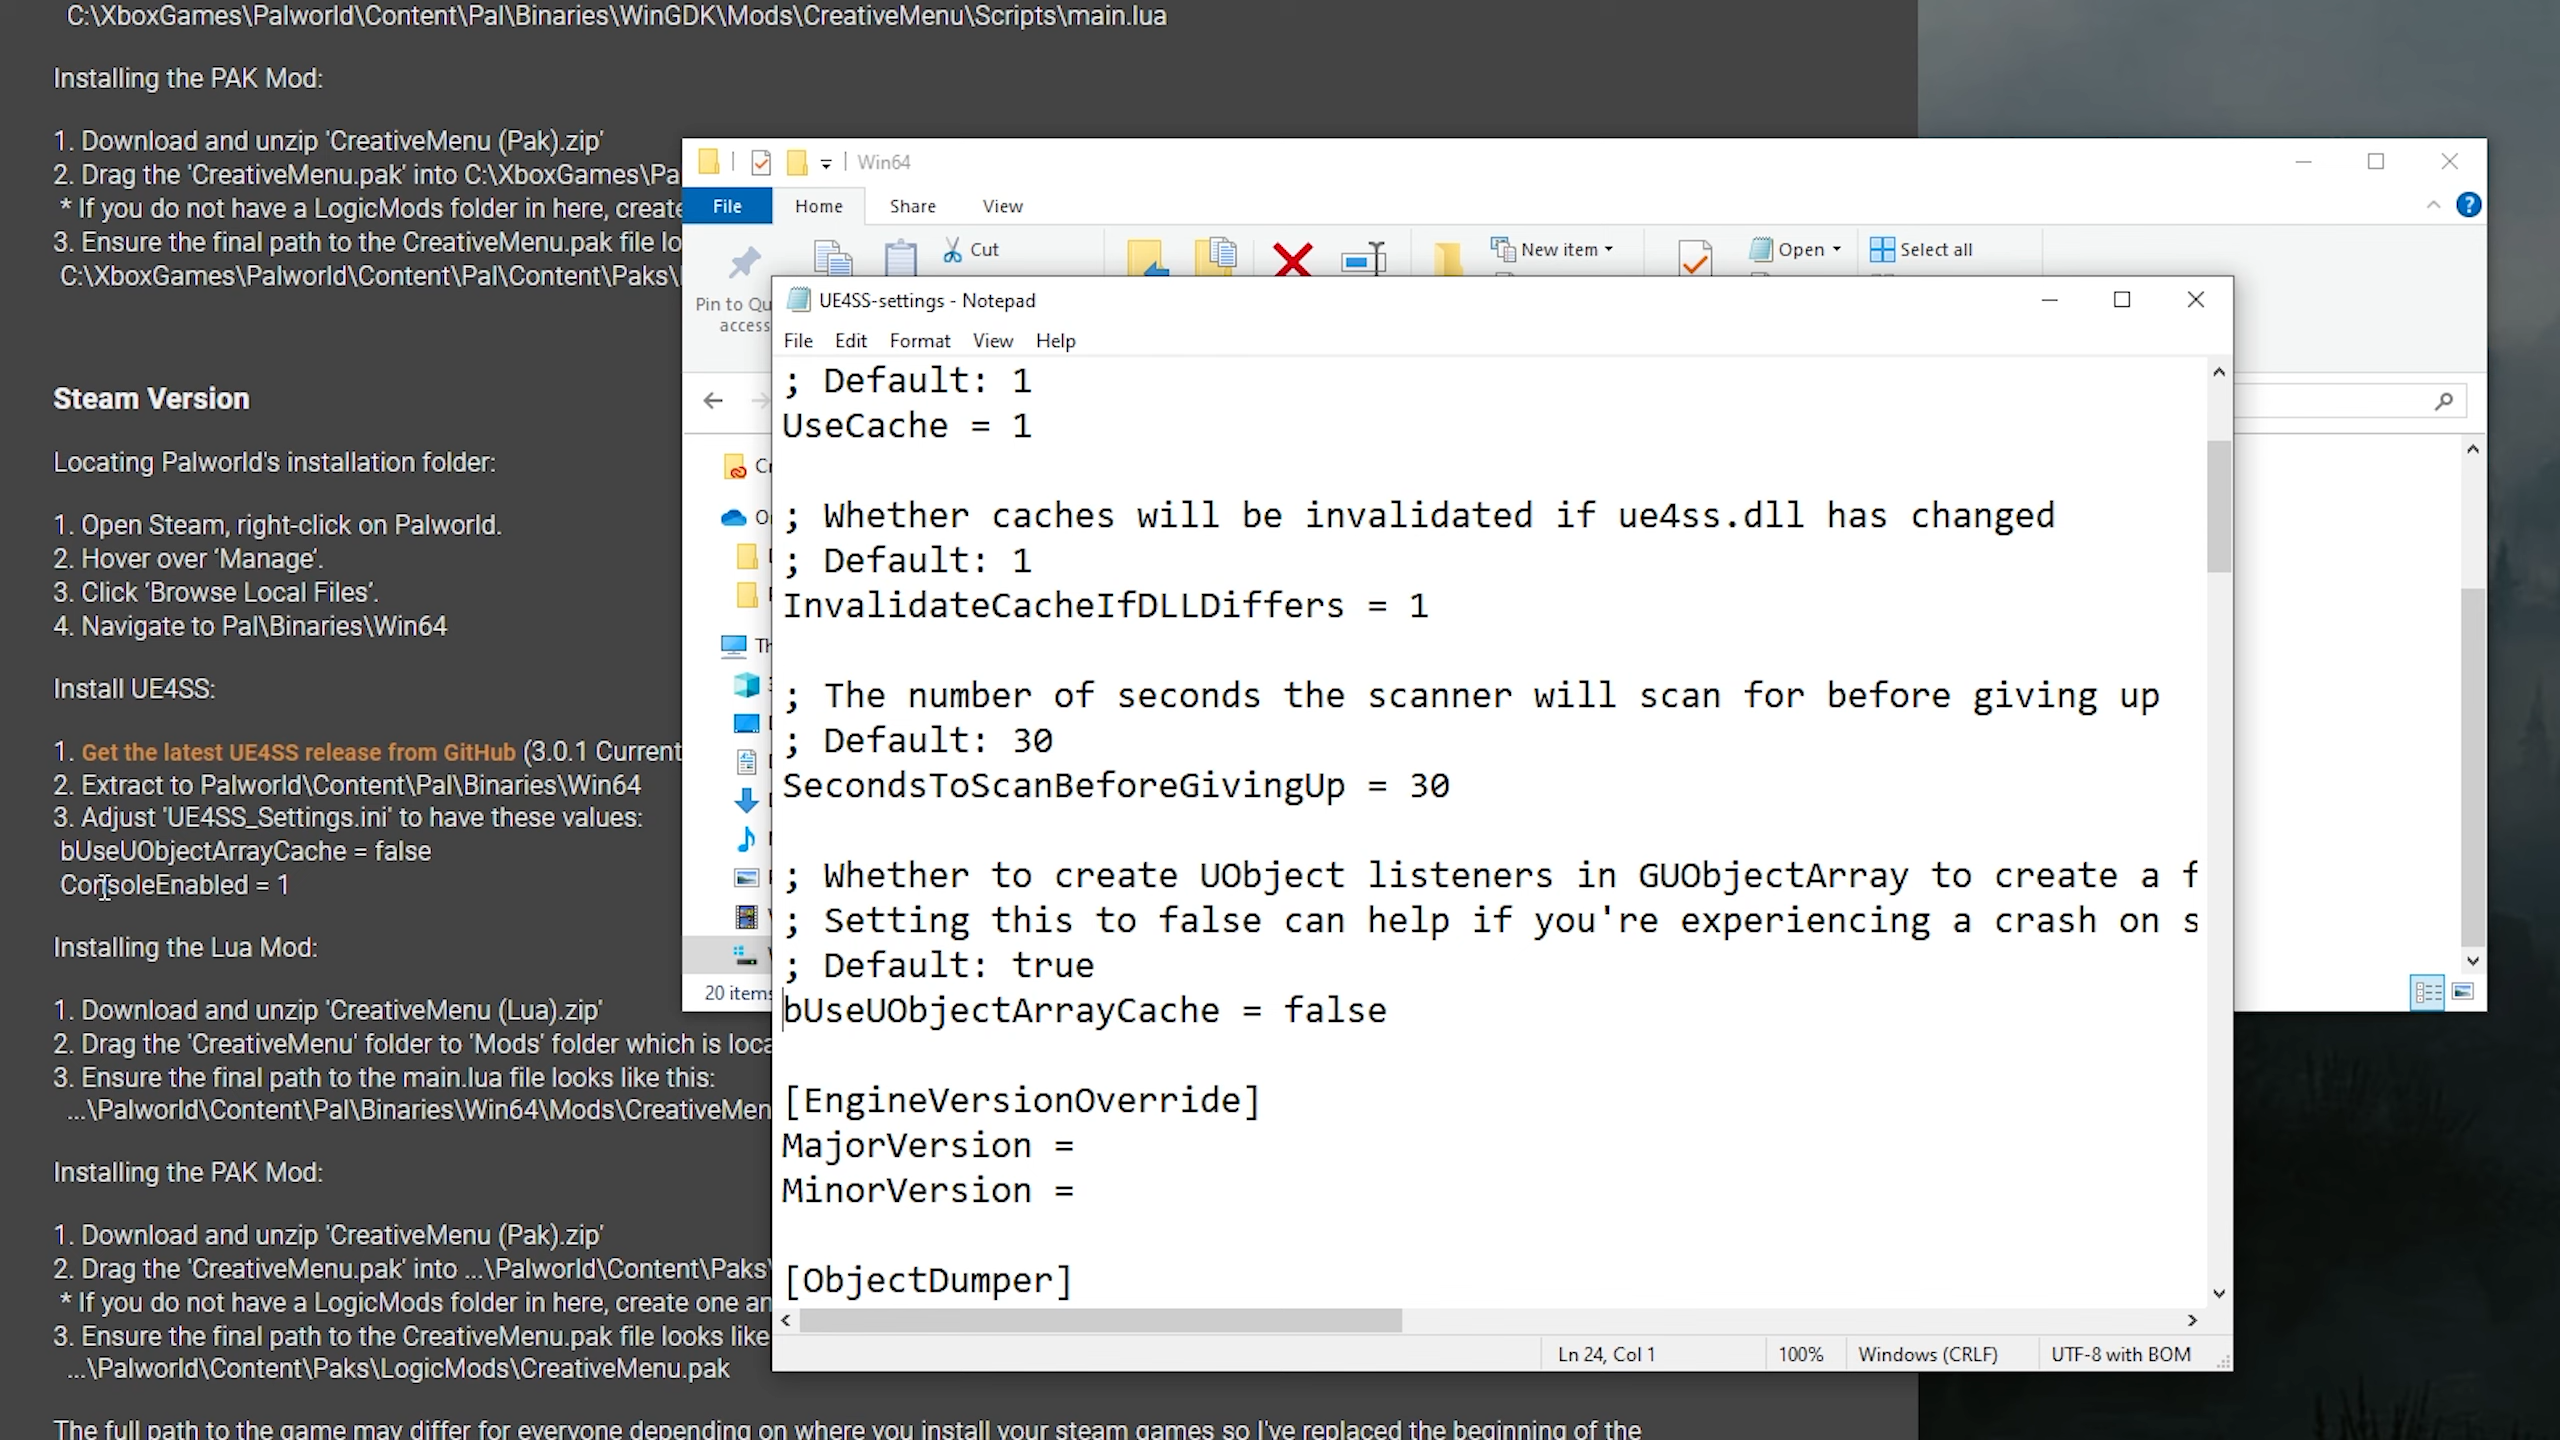 C:\XboxGames\Palworld\Content\Pal\Binaries\WinGDK\Mods\CreativeMenu\Scripts\main.lua
Installing the PAK Mod:
1. Download and unzip 'CreativeMenu (Pak).zip'
2. Drag the 'CreativeMenu.pak' into C:\XboxGames\Pa
* If you do not have a LogicMods folder in here, create
3. Ensure the final path to the CreativeMenu.pak file lo
C:\XboxGames\Palworld\Content\Pal\Content\Paks\
Steam Version
Locating Palworld's installation folder:
1. Open Steam, right-click on Palworld.
2. Hover over ‘Manage’.
3. Click ‘Browse Local Files’.
4. Navigate to Pal\Binaries\Win64
Install UE4SS:
1. Get the latest UE4SS release from GitHub (3.0.1 Current
2. Extract to Palworld\Content\Pal\Binaries\Win64
3. Adjust 'UE4SS_Settings.ini' to have these values:
bUseUObjectArrayCache = false
ConsoleEnabled = 1
Installing the Lua Mod:
1. Download and unzip 'CreativeMenu (Lua).zip'
2. Drag the 'CreativeMenu' folder to 'Mods' folder which is loca
3. Ensure the final path to the main.lua file looks like this:
...\Palworld\Content\Pal\Binaries\Win64\Mods\CreativeMen
Installing the PAK Mod:
1. Download and unzip 'CreativeMenu (Pak).zip'
2. Drag the 'CreativeMenu.pak' into ...\Palworld\Content\Paks\
* If you do not have a LogicMods folder in here, create one an
3. Ensure the final path to the CreativeMenu.pak file looks like
...\Palworld\Content\Paks\LogicMods\CreativeMenu.pak
The full path to the game may differ for everyone depending on where you install your steam games so I've replaced the beginning of the
Win64
File Home Share View
Pin to Qu
access
Cut
New item
Open
Select all
20 items
UE4SS-settings - Notepad
File Edit Format View Help
; Default: 1
UseCache = 1
; Whether caches will be invalidated if ue4ss.dll has changed
; Default: 1
InvalidateCacheIfDLLDiffers = 1
; The number of seconds the scanner will scan for before giving up
; Default: 30
SecondsToScanBeforeGivingUp = 30
; Whether to create UObject listeners in GUObjectArray to create a f
; Setting this to false can help if you're experiencing a crash on s
; Default: true
bUseUObjectArrayCache = false
[EngineVersionOverride]
MajorVersion =
MinorVersion =
[ObjectDumper]
Ln 24, Col 1
100%
Windows (CRLF)
UTF-8 with BOM